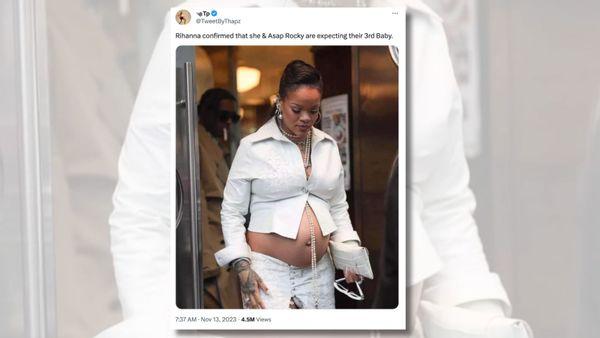 Tp
@TweetByThapz
Rihanna confirmed that she & Asap Rocky are expecting their 3rd Baby.
7:37 AM · Nov 13, 2023 · 4.5M Views